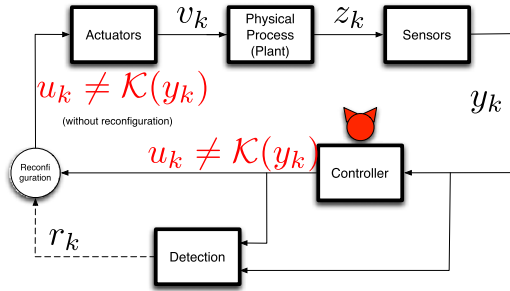 Actuators
v_k
Physical
Process
(Plant)
z_k
Sensors
u_k ≠ 𝒦(y_k)
(without reconfiguration)
y_k
u_k ≠ 𝒦(y_k)
Reconfi
guration
Controller
r_k
Detection